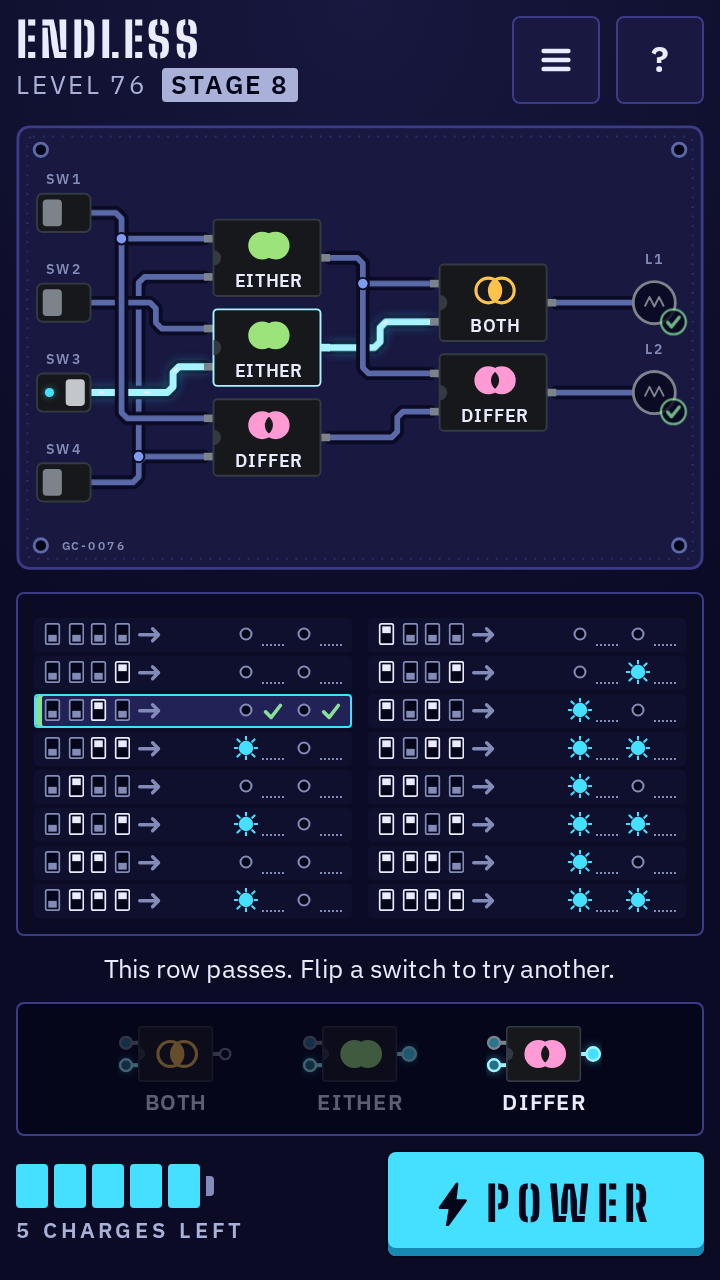 ENDLESS
LEVEL 76 STAGE 8
?
SW1
SW2
SW3
SW4
EITHER
EITHER
DIFFER
BOTH
DIFFER
L1
L2
GC-0076
This row passes. Flip a switch to try another.
BOTH
EITHER
DIFFER
5 CHARGES LEFT
POWER